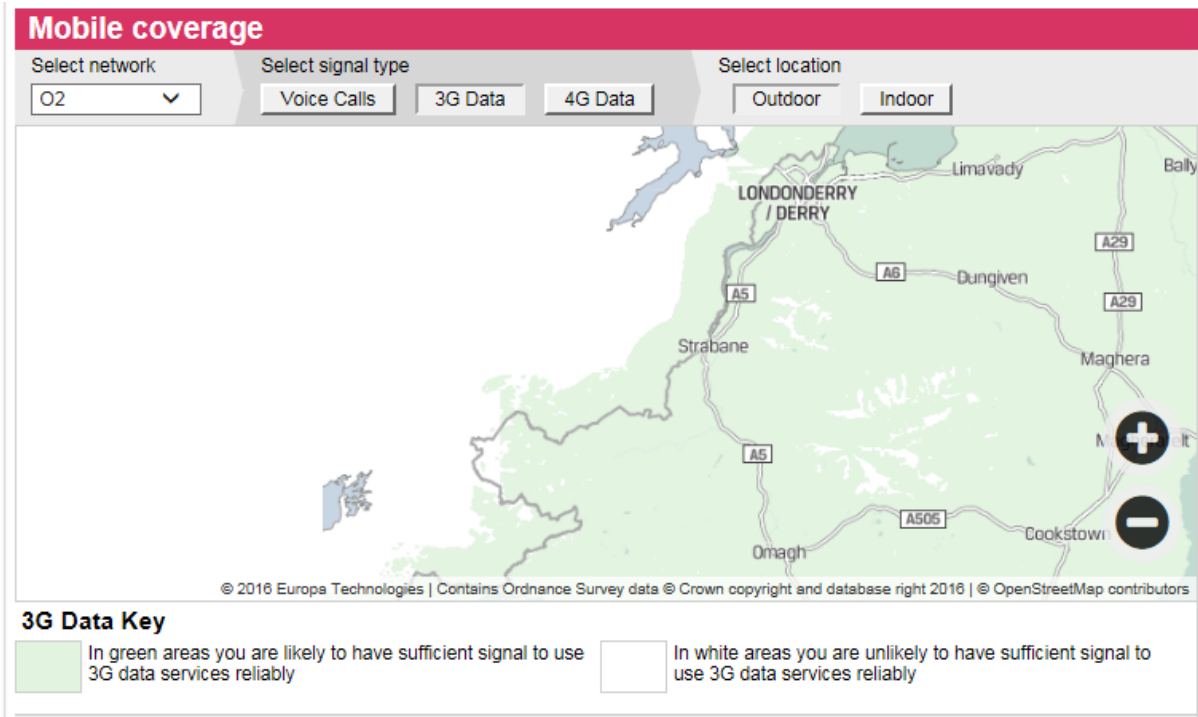 Mobile coverage
Select network
Select signal type
Select location
O2
Voice Calls
3G Data
4G Data
Outdoor
Indoor
Limavady
Bally
LONDONDERRY
/ DERRY
A29
A6
Dungiven
A5
A29
Strabane
Maghera
A5
A505
Cookstown
Omagh
© 2016 Europa Technologies | Contains Ordnance Survey data © Crown copyright and database right 2016 | © OpenStreetMap contributors
3G Data Key
In green areas you are likely to have sufficient signal to use
3G data services reliably
In white areas you are unlikely to have sufficient signal to
use 3G data services reliably